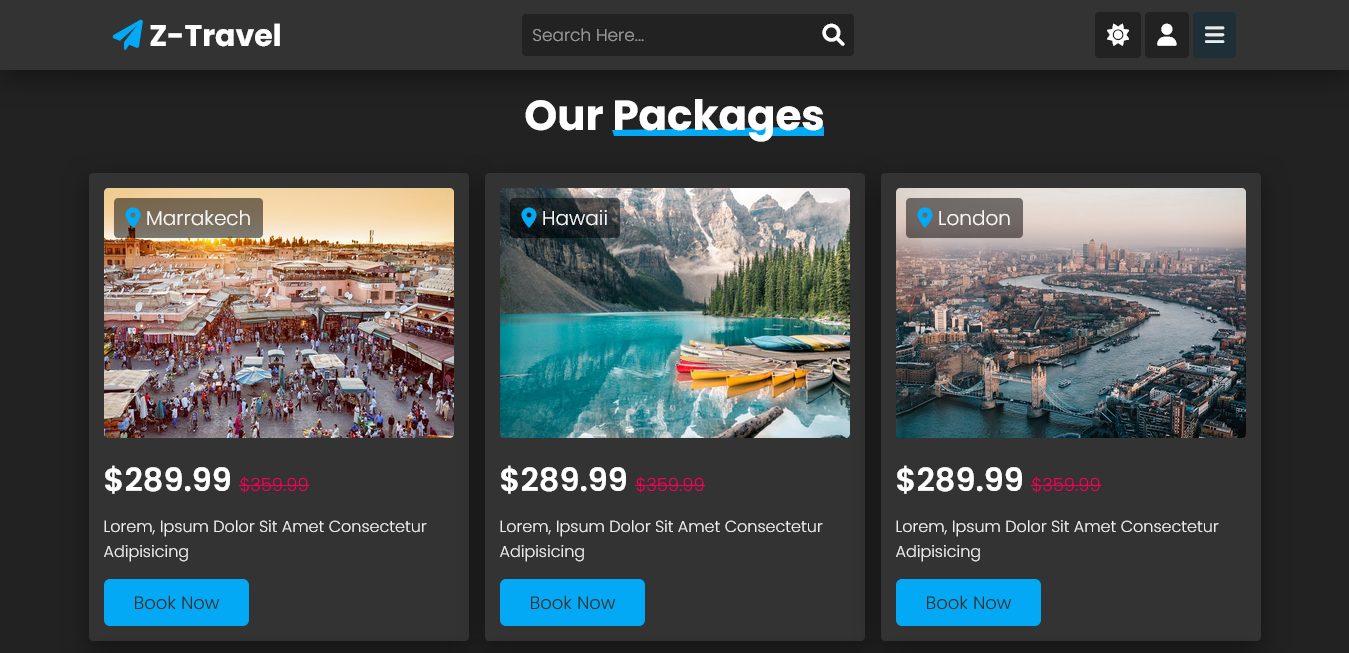 Z-Travel
Search Here...
Our Packages
Marrakech
Hawaii
London
$289.99 $359.99
Lorem, Ipsum Dolor Sit Amet Consectetur
Adipisicing
Book Now
$289.99 $359.99
Lorem, Ipsum Dolor Sit Amet Consectetur
Adipisicing
Book Now
$289.99 $359.99
Lorem, Ipsum Dolor Sit Amet Consectetur
Adipisicing
Book Now